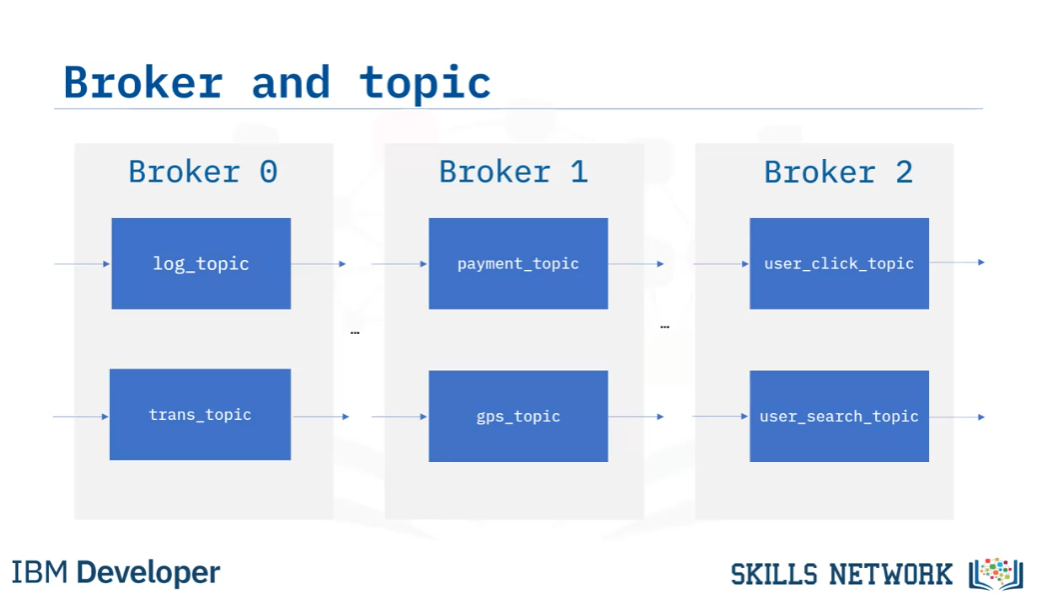 Broker and topic
Broker 0
Broker 1
Broker 2
log_topic
payment_topic
user_click_topic
…
…
trans_topic
gps_topic
user_search_topic
IBM Developer
SKILLS NETWORK